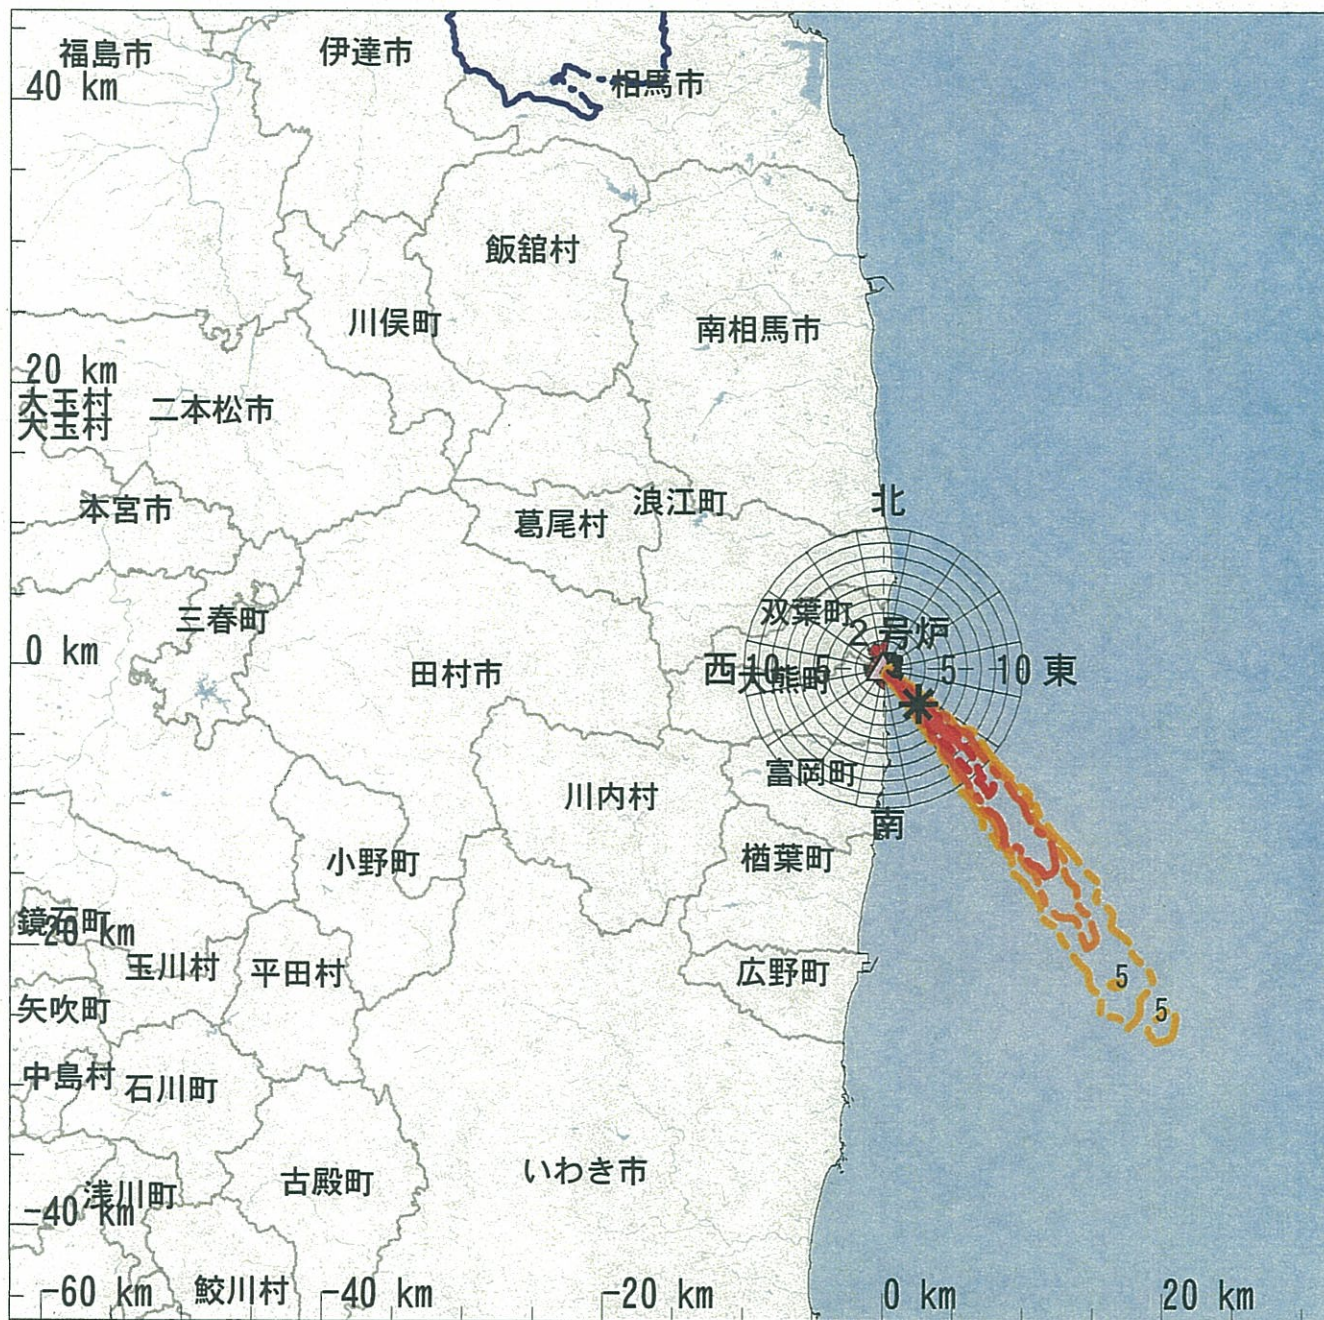 福島市
伊達市
40 km
相馬市
飯舘村
川俣町
南相馬市
20 km
大玉村
二本松市
大玉村
本宮市
葛尾村
浪江町
北
三春町
双葉町
2号炉
0 km
田村市
西 10 5
大熊町
5 10 東
富岡町
川内村
南
小野町
楢葉町
鏡石町
-20 km
玉川村
平田村
広野町
5
矢吹町
5
中島村
石川町
いわき市
古殿町
浅川町
-40 km
鮫川村
-60 km
-40 km
-20 km
0 km
20 km